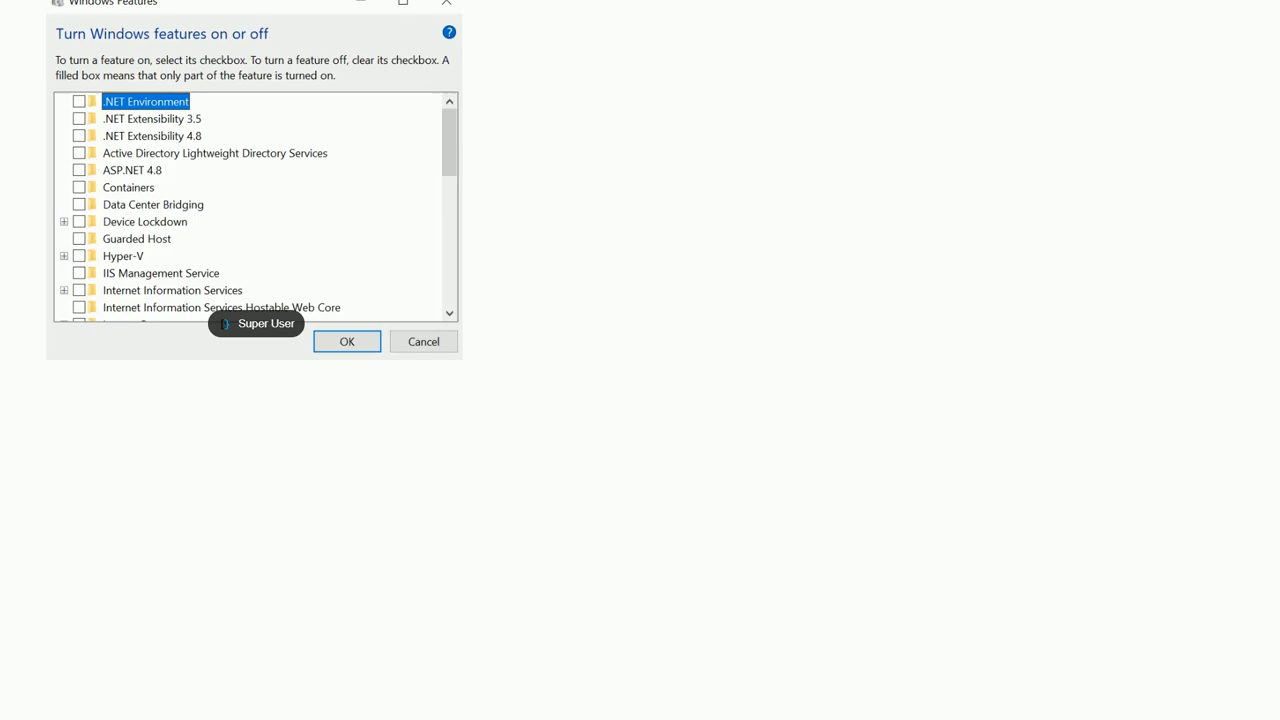 Windows Features
Turn Windows features on or off
To turn a feature on, select its checkbox. To turn a feature off, clear its checkbox. A
filled box means that only part of the feature is turned on.
.NET Environment
.NET Extensibility 3.5
.NET Extensibility 4.8
Active Directory Lightweight Directory Services
ASP.NET 4.8
Containers
Data Center Bridging
Device Lockdown
Guarded Host
Hyper-V
IIS Management Service
Internet Information Services
Internet Information Services Hostable Web Core
Super User
OK
Cancel